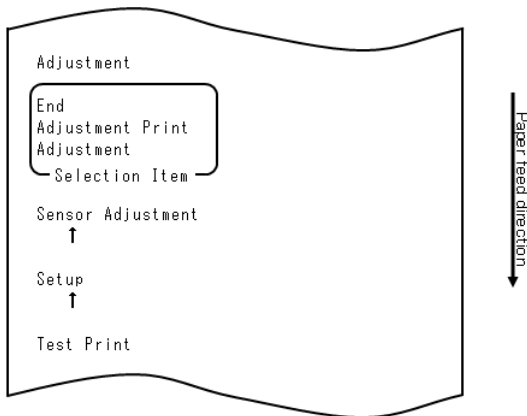 Adjustment
End
Adjustment Print
Adjustment
Selection Item
Sensor Adjustment
↑
Setup
↑
Test Print
Paper feed direction